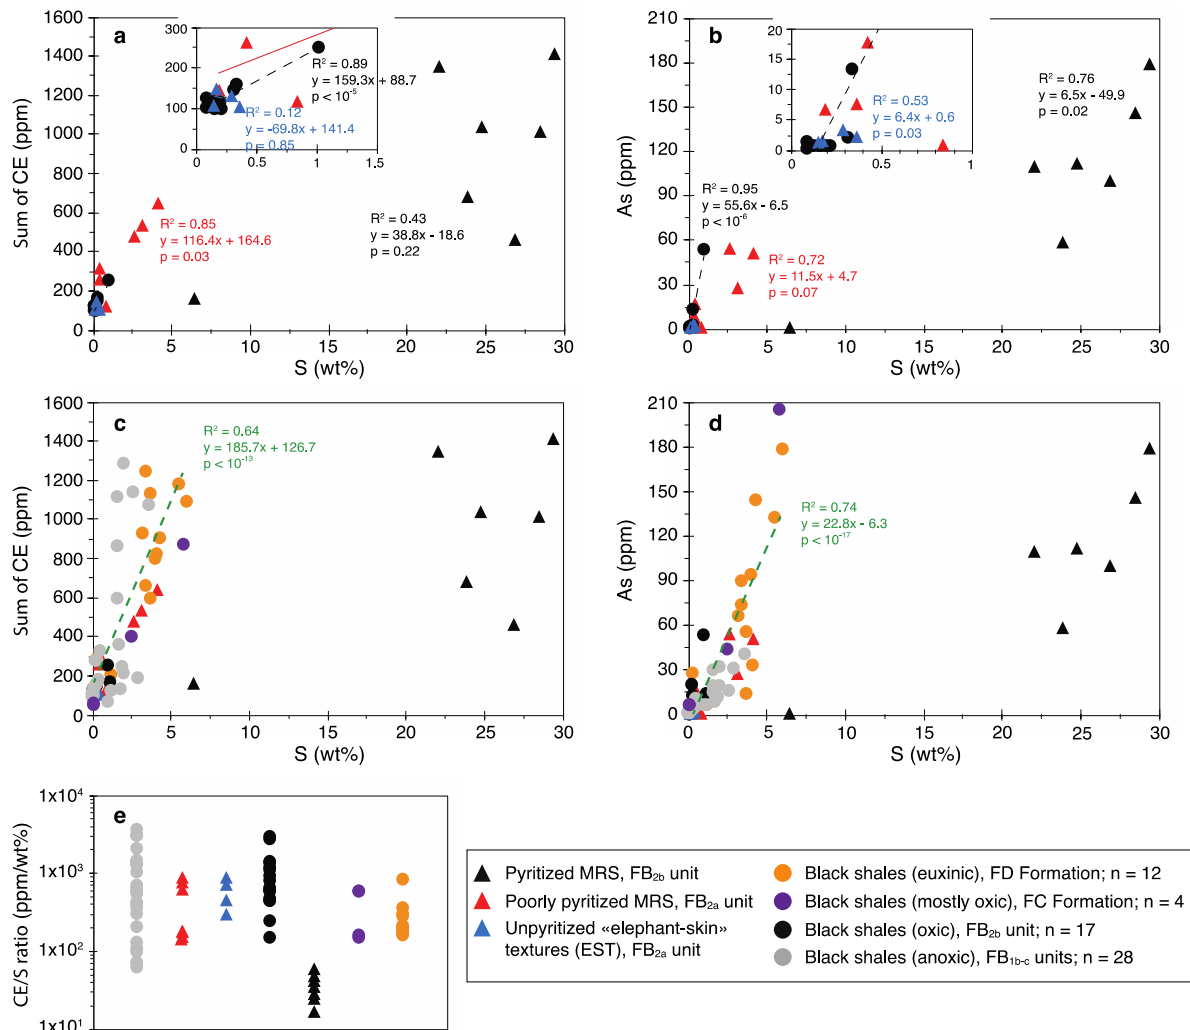 a
Sum of CE (ppm)
1600
1400
1200
1000
800
600
400
200
0
0
5
10
15
20
25
30
S (wt%)
300
200
150
100
0
0
0.5
1
1.5
R² = 0.89
y = 159.3x + 88.7
p < 10⁻⁵
R² = 0.12
y = -69.8x + 141.4
p = 0.85
R² = 0.85
y = 116.4x + 164.6
p = 0.03
R² = 0.43
y = 38.8x - 18.6
p = 0.22
b
As (ppm)
210
180
150
120
90
60
30
0
0
5
10
15
20
25
30
S (wt%)
20
15
10
5
0
0
0.5
1
R² = 0.53
y = 6.4x + 0.6
p = 0.03
R² = 0.76
y = 6.5x - 49.9
p = 0.02
R² = 0.95
y = 55.6x - 6.5
p < 10⁻⁶
R² = 0.72
y = 11.5x + 4.7
p = 0.07
c
Sum of CE (ppm)
1600
1400
1200
1000
800
600
400
200
0
0
5
10
15
20
25
30
S (wt%)
R² = 0.64
y = 185.7x + 126.7
p < 10⁻¹³
d
As (ppm)
210
180
150
120
90
60
30
0
0
5
10
15
20
25
30
S (wt%)
R² = 0.74
y = 22.8x - 6.3
p < 10⁻¹⁷
e
CE/S ratio (ppm/wt%)
1x10⁴
1x10³
1x10²
1x10¹
Pyritized MRS, FB₂b unit
Poorly pyritized MRS, FB₂a unit
Unpyritized «elephant-skin»
textures (EST), FB₂a unit
Black shales (euxinic), FD Formation; n = 12
Black shales (mostly oxic), FC Formation; n = 4
Black shales (oxic), FB₂b unit; n = 17
Black shales (anoxic), FB₁b-c units; n = 28